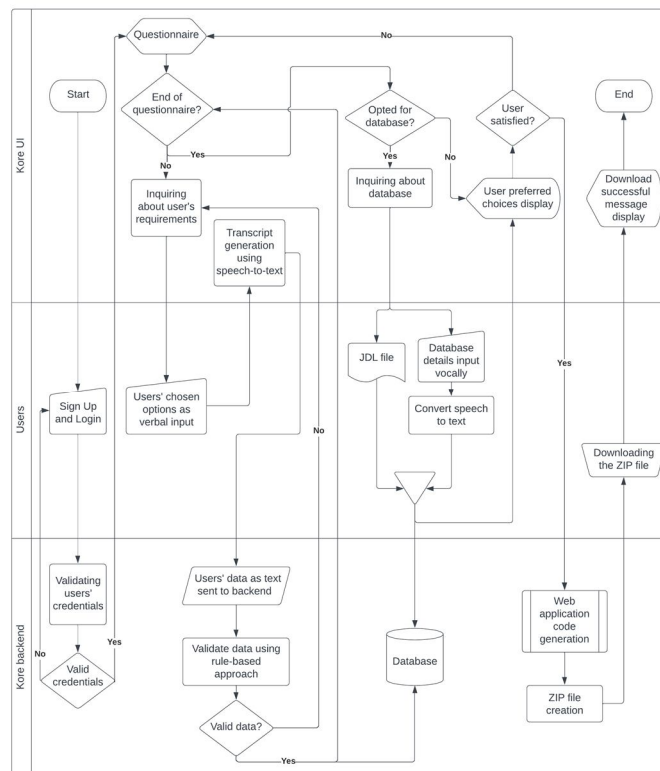 Kore UI
Questionnaire
No
Start
End of
questionnaire?
Yes
No
Opted for
database?
Yes
No
User
satisfied?
End
Inquiring
about user's
requirements
Transcript
generation
using
speech-to-text
Inquiring about
database
User preferred
choices display
Download
successful
message
display
Users
Sign Up
and Login
Users' chosen
options as
verbal input
No
JDL file
Database
details input
vocally
Convert speech
to text
Yes
Downloading
the ZIP file
Kore backend
Validating
users'
credentials
No
Yes
Valid
credentials
Users' data as text
sent to backend
Validate data using
rule-based
approach
Valid data?
Yes
Database
Web
application
code
generation
ZIP file
creation